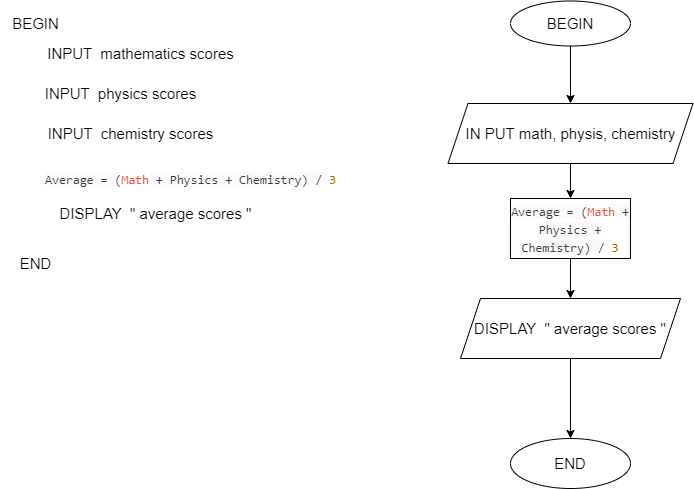 BEGIN
INPUT  mathematics scores
INPUT  physics scores
INPUT  chemistry scores
Average = (Math + Physics + Chemistry) / 3
DISPLAY  " average scores "
END
BEGIN
IN PUT math, physis, chemistry
Average = (Math +
Physics +
Chemistry) / 3
DISPLAY  " average scores "
END